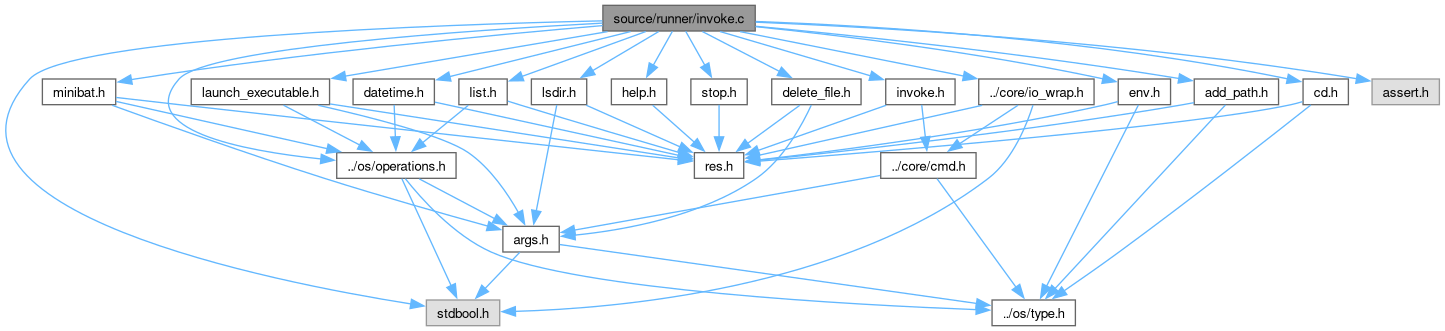 source/runner/invoke.c
minibat.h
launch_executable.h
datetime.h
list.h
lsdir.h
help.h
stop.h
delete_file.h
invoke.h
../core/io_wrap.h
env.h
add_path.h
cd.h
assert.h
../os/operations.h
res.h
../core/cmd.h
args.h
stdbool.h
../os/type.h